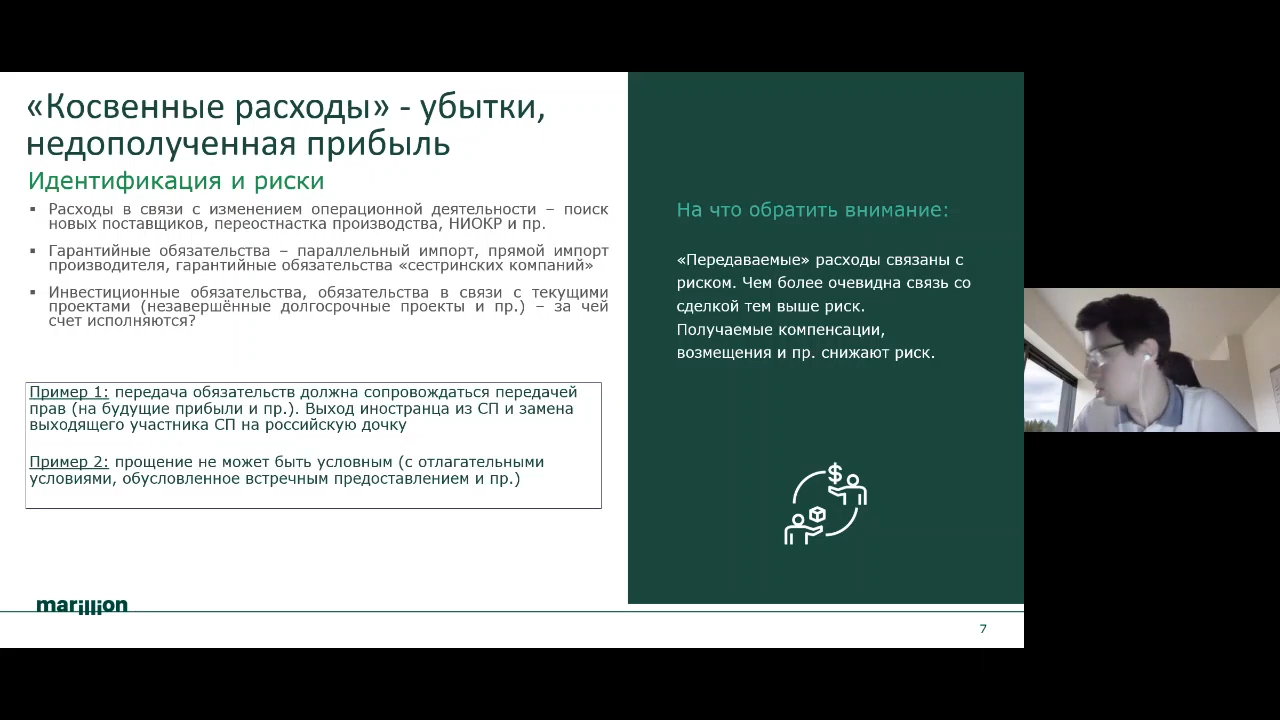 «Косвенные расходы» - убытки,
недополученная прибыль
Идентификация и риски
▪ Расходы в связи с изменением операционной деятельности – поиск
новых поставщиков, переостнастка производства, НИОКР и пр.
▪ Гарантийные обязательства – параллельный импорт, прямой импорт
производителя, гарантийные обязательства «сестринских компаний»
▪ Инвестиционные обязательства, обязательства в связи с текущими
проектами (незавершённые долгосрочные проекты и пр.) – за чей
счет исполняются?
Пример 1: передача обязательств должна сопровождаться передачей
прав (на будущие прибыли и пр.). Выход иностранца из СП и замена
выходящего участника СП на российскую дочку
Пример 2: прощение не может быть условным (с отлагательными
условиями, обусловленное встречным предоставлением и пр.)
На что обратить внимание:
«Передаваемые» расходы связаны с
риском. Чем более очевидна связь со
сделкой тем выше риск.
Получаемые компенсации,
возмещения и пр. снижают риск.
$
marillion
7